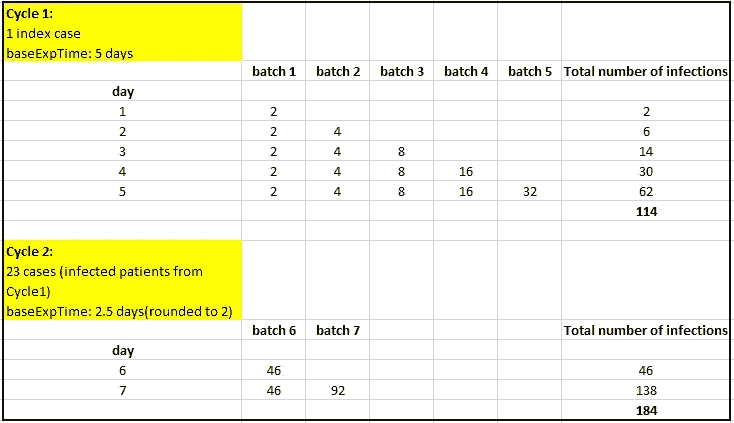 Cycle 1:
1 index case
baseExpTime: 5 days
batch 1 batch 2 batch 3 batch 4 batch 5 Total number of infections
day
1 2 2
2 2 4 6
3 2 4 8 14
4 2 4 8 16 30
5 2 4 8 16 32 62
114
Cycle 2:
23 cases (infected patients from
Cycle1)
baseExpTime: 2.5 days(rounded to 2)
batch 6 batch 7 Total number of infections
day
6 46 46
7 46 92 138
184